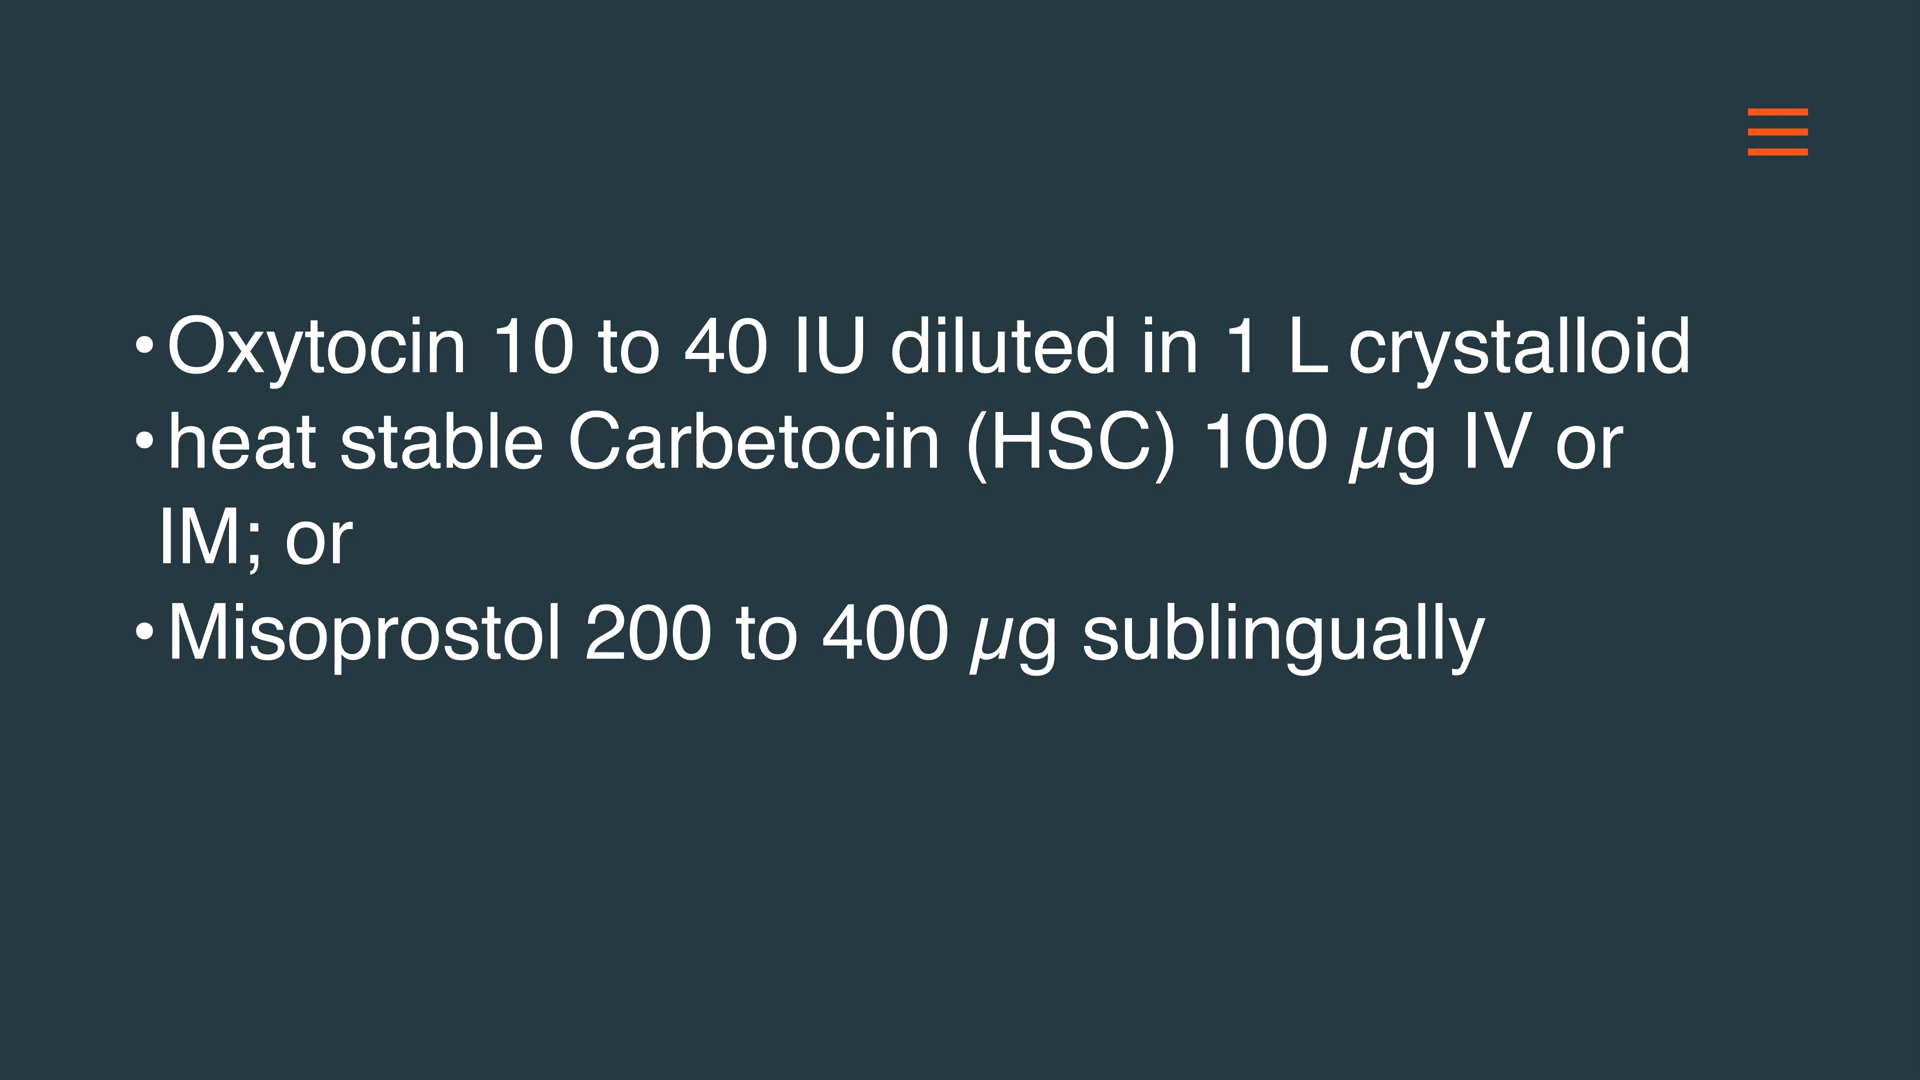 •Oxytocin 10 to 40 IU diluted in 1 L crystalloid
•heat stable Carbetocin (HSC) 100 µg IV or
IM; or
•Misoprostol 200 to 400 µg sublingually